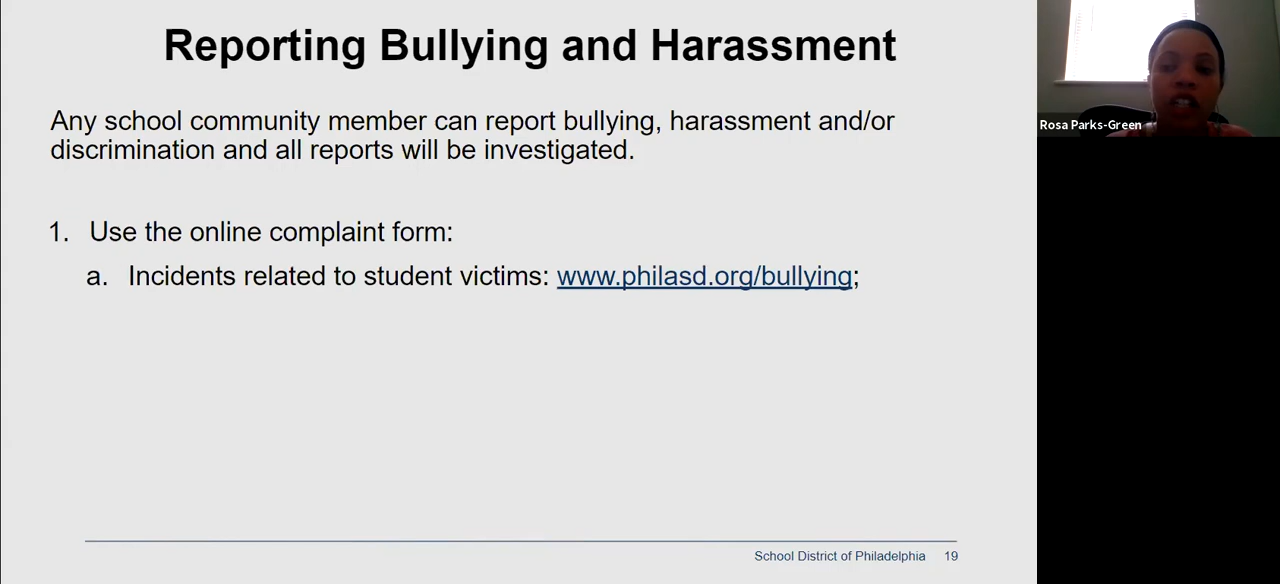 Reporting Bullying and Harassment
Any school community member can report bullying, harassment and/or
discrimination and all reports will be investigated.
1. Use the online complaint form:
a. Incidents related to student victims: www.philasd.org/bullying;
School District of Philadelphia 19
Rosa Parks-Green